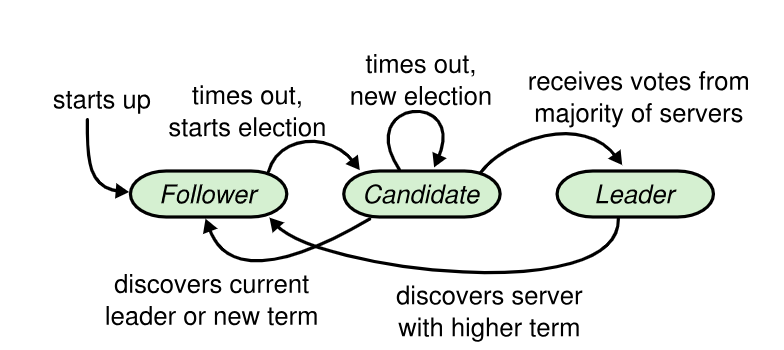 starts up
times out,
starts election
times out,
new election
receives votes from
majority of servers
Follower
Candidate
Leader
discovers current
leader or new term
discovers server
with higher term